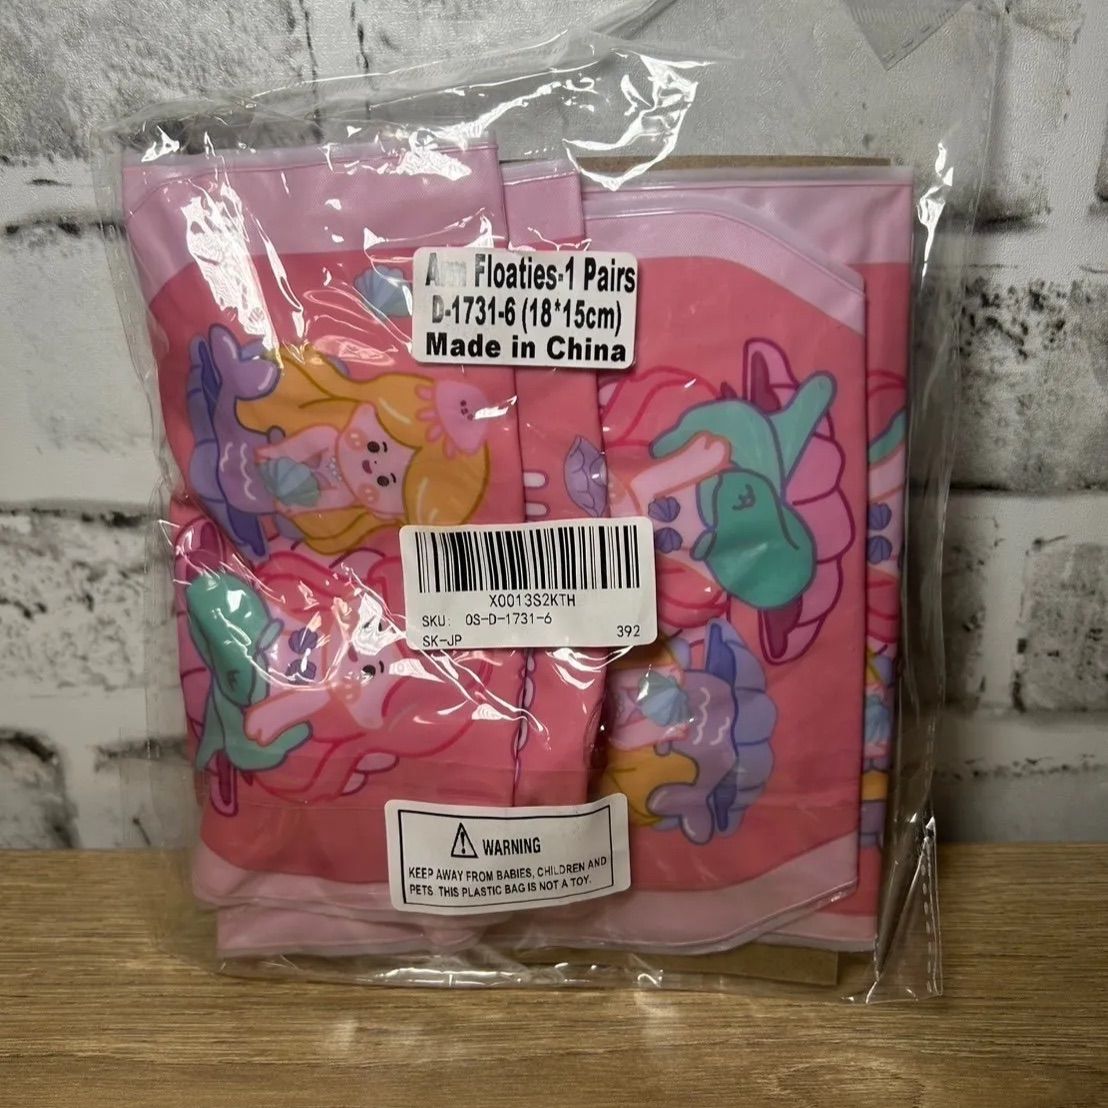 Arm Floaties-1 Pairs
D-1731-6 (18*15cm)
Made in China
X0013S2KTH
SKU: OS-D-1731-6
SK-JP 392
WARNING
KEEP AWAY FROM BABIES, CHILDREN AND
PETS. THIS PLASTIC BAG IS NOT A TOY.